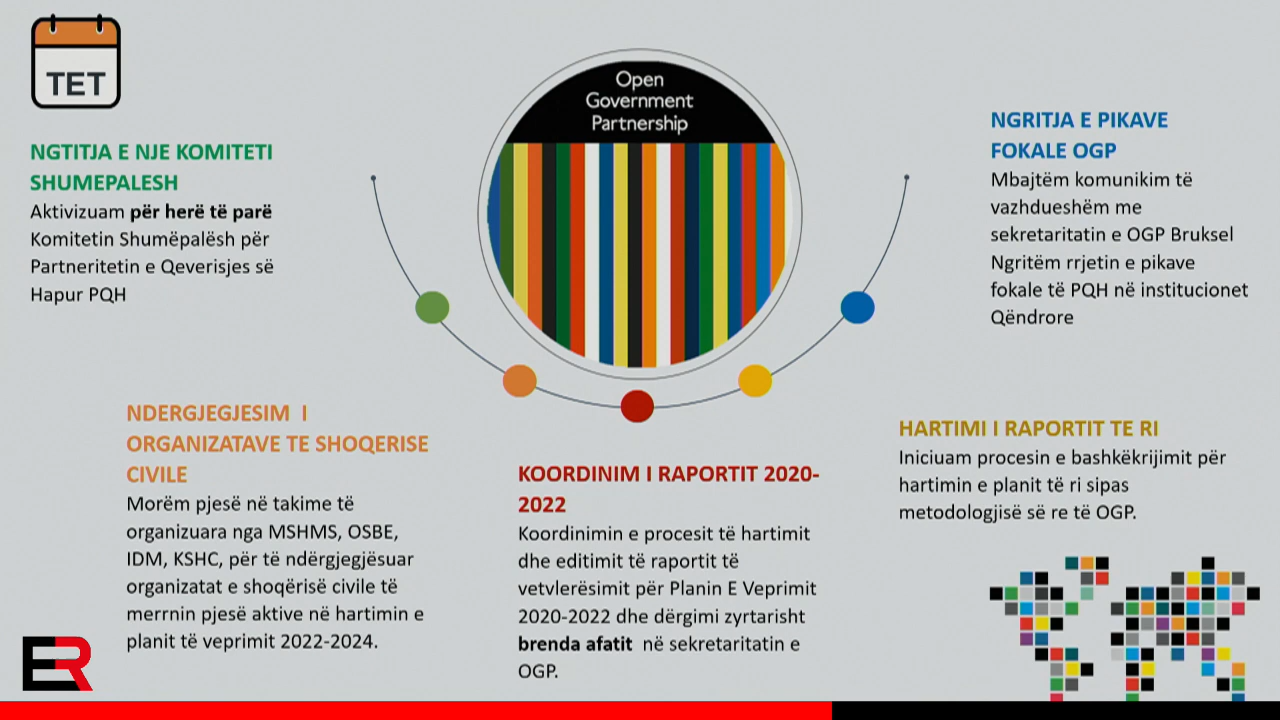 TET
Open
Government
Partnership
NGTITJA E NJE KOMITETI
SHUMEPALESH
Aktivizuam për herë të parë
Komitetin Shumëpalësh për
Partneritetin e Qeverisjes së
Hapur PQH
NDERGJEGJESIM I
ORGANIZATAVE TE SHOQERISE
CIVILE
Morëm pjesë në takime të
organizuara nga MSHMS, OSBE,
IDM, KSHC, për të ndërgjegjësuar
organizatat e shoqërisë civile të
merrnin pjesë aktive në hartimin e
planit të veprimit 2022-2024.
KOORDINIM I RAPORTIT 2020-
2022
Koordinimin e procesit të hartimit
dhe editimit të raportit të
vetvlerësimit për Planin E Veprimit
2020-2022 dhe dërgimi zyrtarisht
brenda afatit në sekretaritatin e
OGP.
HARTIMI I RAPORTIT TE RI
Iniciuam procesin e bashkëkrijimit për
hartimin e planit të ri sipas
metodologjisë së re të OGP.
NGRITJA E PIKAVE
FOKALE OGP
Mbajtëm komunikim të
vazhdueshëm me
sekretaritatin e OGP Bruksel
Ngritëm rrjetin e pikave
fokale të PQH në institucionet
Qëndrore
ER